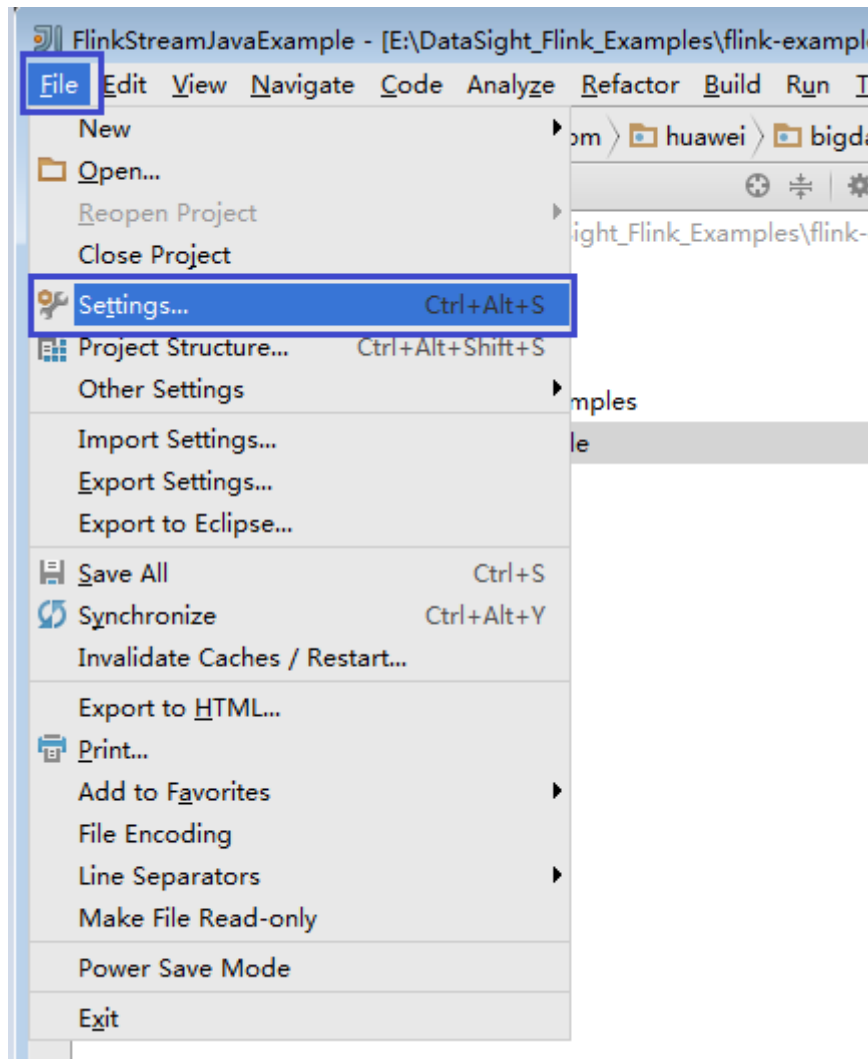 FlinkStreamJavaExample - [E:\DataSight_Flink_Examples\flink-exampl
File Edit View Navigate Code Analyze Refactor Build Run T
New
om huawei bigda
Open...
Reopen Project
ight_Flink_Examples\flink-
Close Project
Settings... Ctrl+Alt+S
Project Structure... Ctrl+Alt+Shift+S
Other Settings
mples
Import Settings...
le
Export Settings...
Export to Eclipse...
Save All Ctrl+S
Synchronize Ctrl+Alt+Y
Invalidate Caches / Restart...
Export to HTML...
Print...
Add to Favorites
File Encoding
Line Separators
Make File Read-only
Power Save Mode
Exit